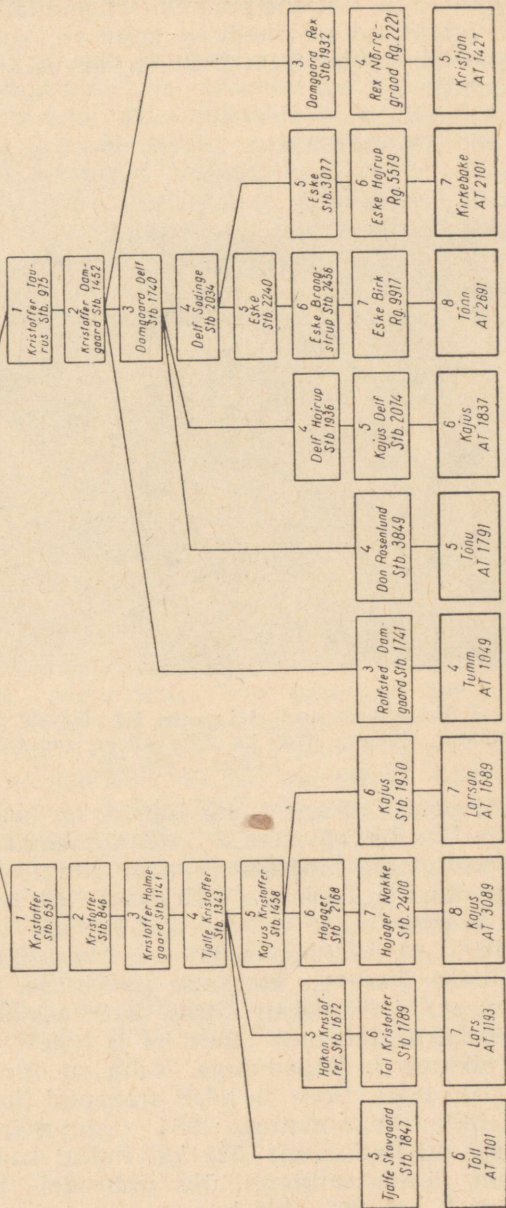 1
Kristoffer
Stb. 651
2
Kristoffer
Stb 846
3
Kristoffer Holme-
gaard Stb 1141
4
Tjalfe Kristoffer
Stb 1343
5
Tjalfe Skovgaard
Stb. 1847
6
Töll
AT 1101
5
Hakon Kristof-
fer Stb. 1672
6
Tal Kristoffer
Stb 1789
7
Lars
AT 1193
5
Kajus Kristoffer
Stb 1458
6
Hojager
Stb 2168
7
Hojager Nakke
Stb. 2400
8
Kajus
AT 3089
6
Kajus
Stb. 1930
7
Larson
AT 1689
1
Kristoffer Tau-
rus Stb. 975
2
Kristoffer Dam-
gaard Stb. 1452
3
Rolfsted Dam-
gaard Stb 1741
4
Tumm
AT 1049
3
Damgaard Delf
Stb 1740
4
Don Rosenlund
Stb. 3849
5
Tõnu
AT 1791
4
Delf Hojrup
Stb 1936
5
Kajus Delf
Stb. 2074
6
Kajus
AT 1837
4
Delf Sødinge
Stb 2034
5
Eske
Stb 2240
6
Eske Brang-
strup Stb 2456
7
Eske Birk
Rg. 9917
8
Tõnn
AT 2691
5
Eske
Stb. 3077
6
Eske Hojrup
Rg. 5579
7
Kirkebake
AT 2101
3
Damgaard Rex
Stb. 1932
4
Rex Nõrre-
graad Rg. 2221
5
Kristjan
AT 1427